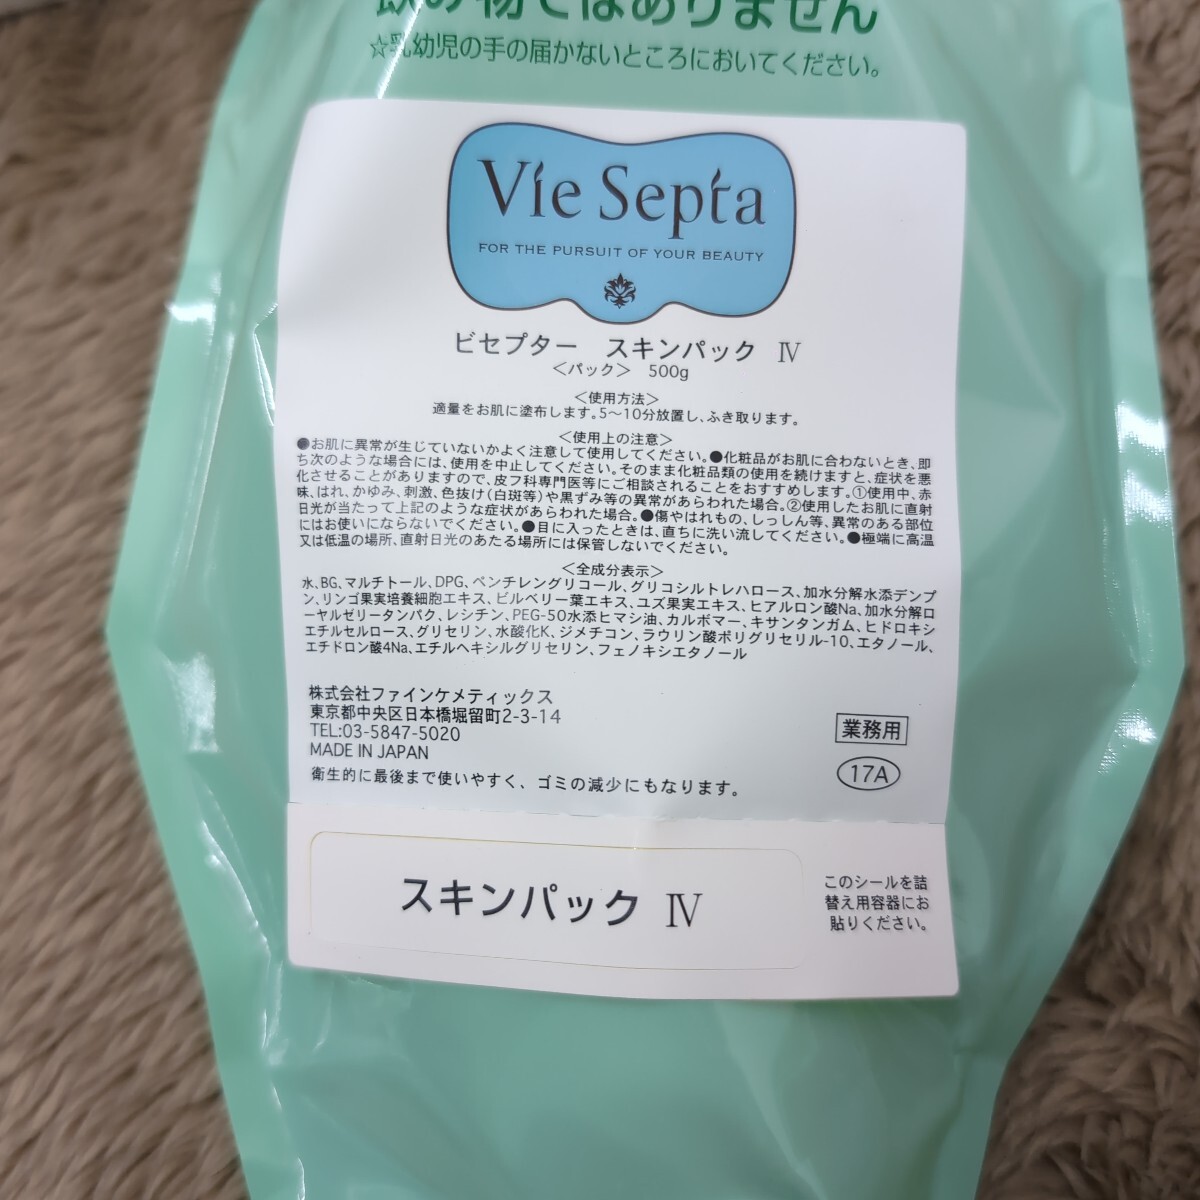 飲み物ではありません
☆乳幼児の手の届かないところにおいてください。
Vie Septa
FOR THE PURSUIT OF YOUR BEAUTY
ビセプター　スキンパック　Ⅳ
＜パック＞　500g
＜使用方法＞
適量をお肌に塗布します。5～10分放置し、ふき取ります。
＜使用上の注意＞
●お肌に異常が生じていないかよく注意して使用してください。●化粧品がお肌に合わないとき、即
ち次のような場合には、使用を中止してください。そのまま化粧品類の使用を続けますと、症状を悪
化させることがありますので、皮フ科専門医等にご相談されることをおすすめします。①使用中、赤
味、はれ、かゆみ、刺激、色抜け（白斑等）や黒ずみ等の異常があらわれた場合。②使用したお肌に直射
日光が当たって上記のような症状があらわれた場合。●傷やはれもの、しっしん等、異常のある部位
にはお使いにならないでください。●目に入ったときは、直ちに洗い流してください。●極端に高温
又は低温の場所、直射日光のあたる場所には保管しないでください。
＜全成分表示＞
水、BG、マルチトール、DPG、ペンチレングリコール、グリコシルトレハロース、加水分解水添デンプ
ン、リンゴ果実培養細胞エキス、ビルベリー葉エキス、ユズ果実エキス、ヒアルロン酸Na、加水分解ロ
ーヤルゼリータンパク、レシチン、PEG-50水添ヒマシ油、カルボマー、キサンタンガム、ヒドロキシ
エチルセルロース、グリセリン、水酸化K、ジメチコン、ラウリン酸ポリグリセリル-10、エタノール、
エチドロン酸4Na、エチルヘキシルグリセリン、フェノキシエタノール
株式会社ファインケメティックス
東京都中央区日本橋堀留町2-3-14
TEL:03-5847-5020
MADE IN JAPAN
業務用
17A
衛生的に最後まで使いやすく、ゴミの減少にもなります。
スキンパック　Ⅳ
このシールを詰
替え用容器にお
貼りください。